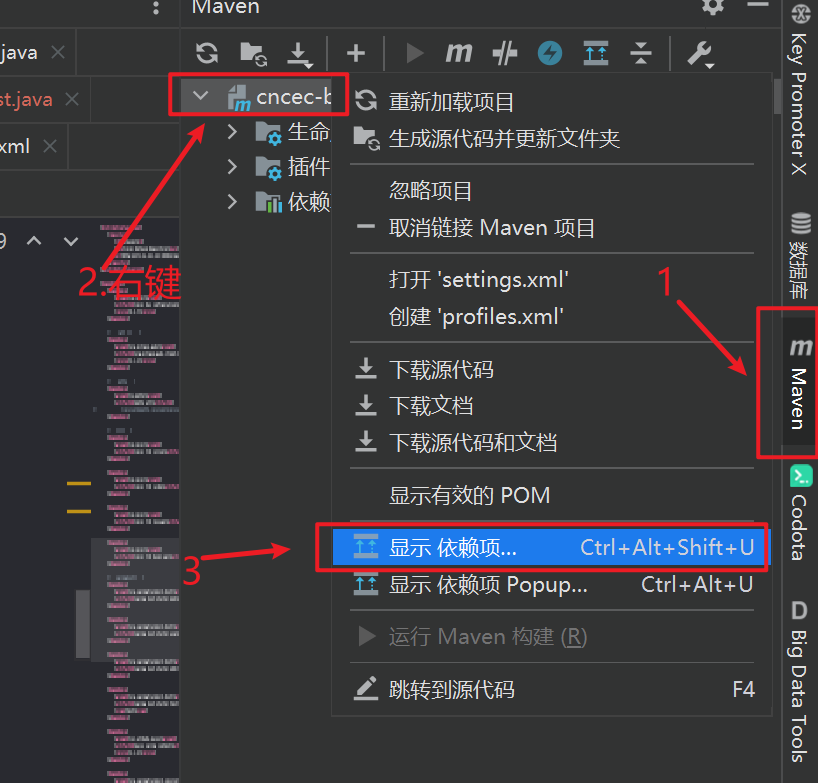 Maven
java
st.java
xml
cncec-b
生命
插件
依赖
9
2.右键
重新加载项目
生成源代码并更新文件夹
忽略项目
取消链接 Maven 项目
打开 'settings.xml'
创建 'profiles.xml'
下载源代码
下载文档
下载源代码和文档
显示有效的 POM
显示 依赖项... Ctrl+Alt+Shift+U
显示 依赖项 Popup... Ctrl+Alt+U
运行 Maven 构建 (R)
跳转到源代码 F4
1
3
Key Promoter X
数据库
Maven
Codota
Big Data Tools